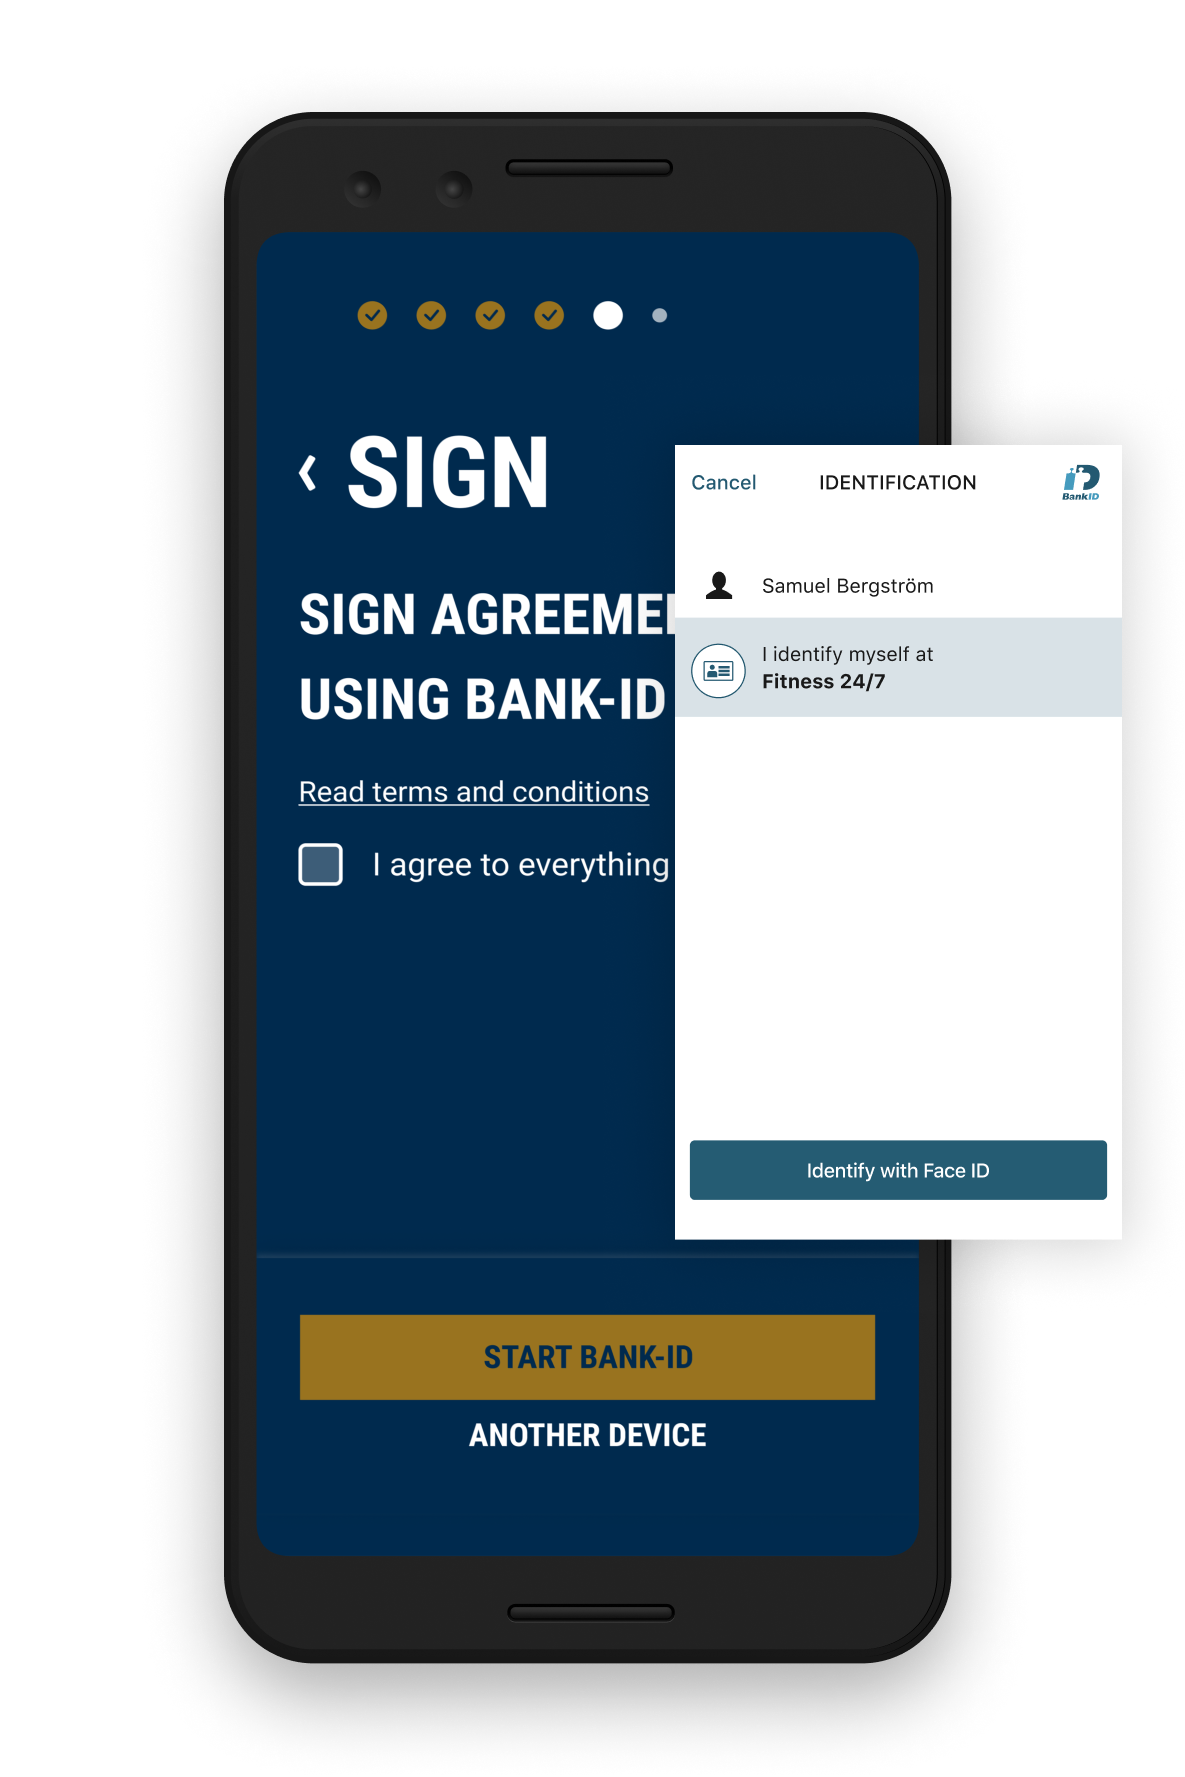 SIGN
SIGN AGREEME
USING BANK-ID
Read terms and conditions
I agree to everything
START BANK-ID
ANOTHER DEVICE
Cancel
IDENTIFICATION
BankID
Samuel Bergström
I identify myself at
Fitness 24/7
Identify with Face ID